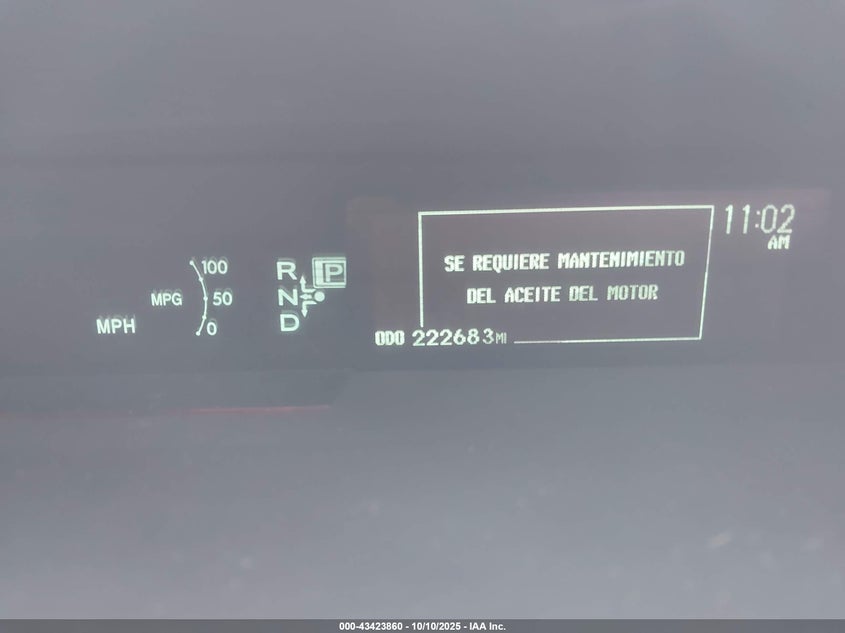 11:02
AM
SE REQUIERE MANTENIMIENTO
DEL ACEITE DEL MOTOR
ODO 222683 MI
R P
N
D
100
MPG 50
0
MPH
000-43423860 - 10/10/2025 - IAA Inc.